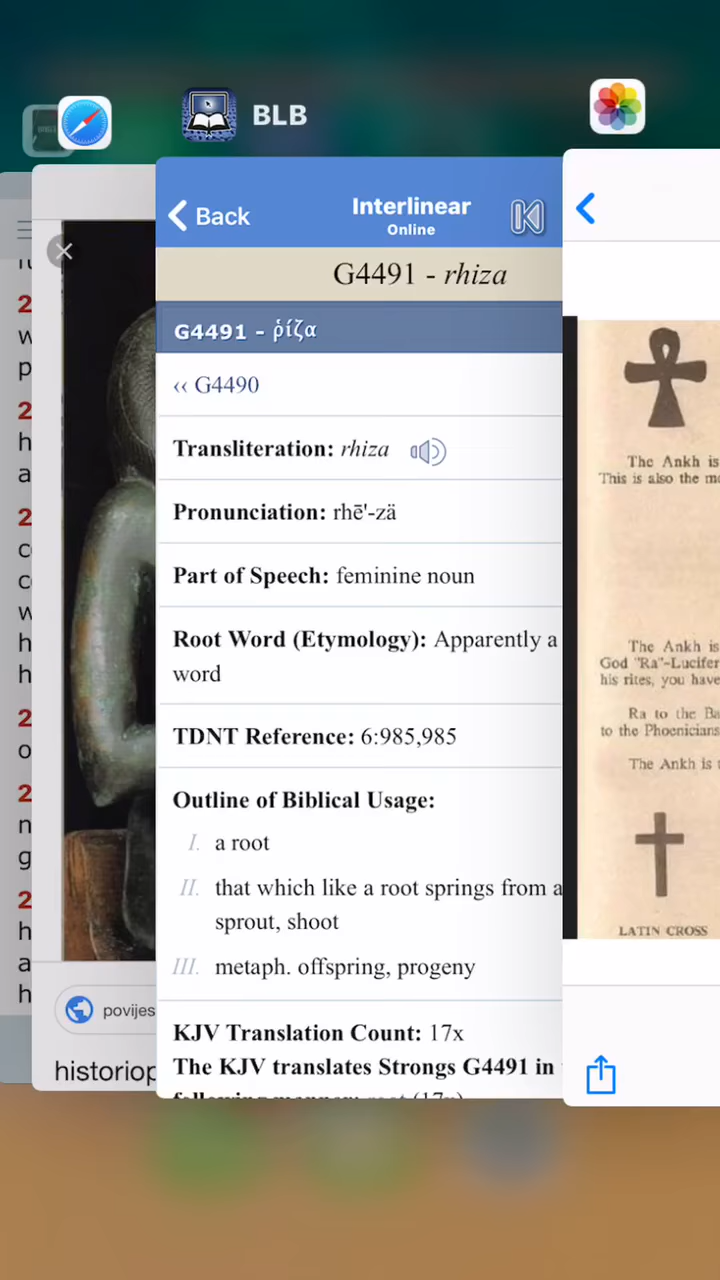 BLB
Back
Interlinear
Online
G4491 - rhiza
G4491 - ῥίζα
‹‹ G4490
Transliteration: rhiza
Pronunciation: rhē'-zä
Part of Speech: feminine noun
Root Word (Etymology): Apparently a
word
TDNT Reference: 6:985,985
Outline of Biblical Usage:
I. a root
II. that which like a root springs from a
sprout, shoot
III. metaph. offspring, progeny
KJV Translation Count: 17x
The KJV translates Strongs G4491 in
following manner: root (17x)
povijes
historiop
The Ankh is
This is also the
The Ankh is
God "Ra"-Lucifer
his rites, you have
Ra to the
to the Phoenicians
The Ankh is
LATIN CROSS